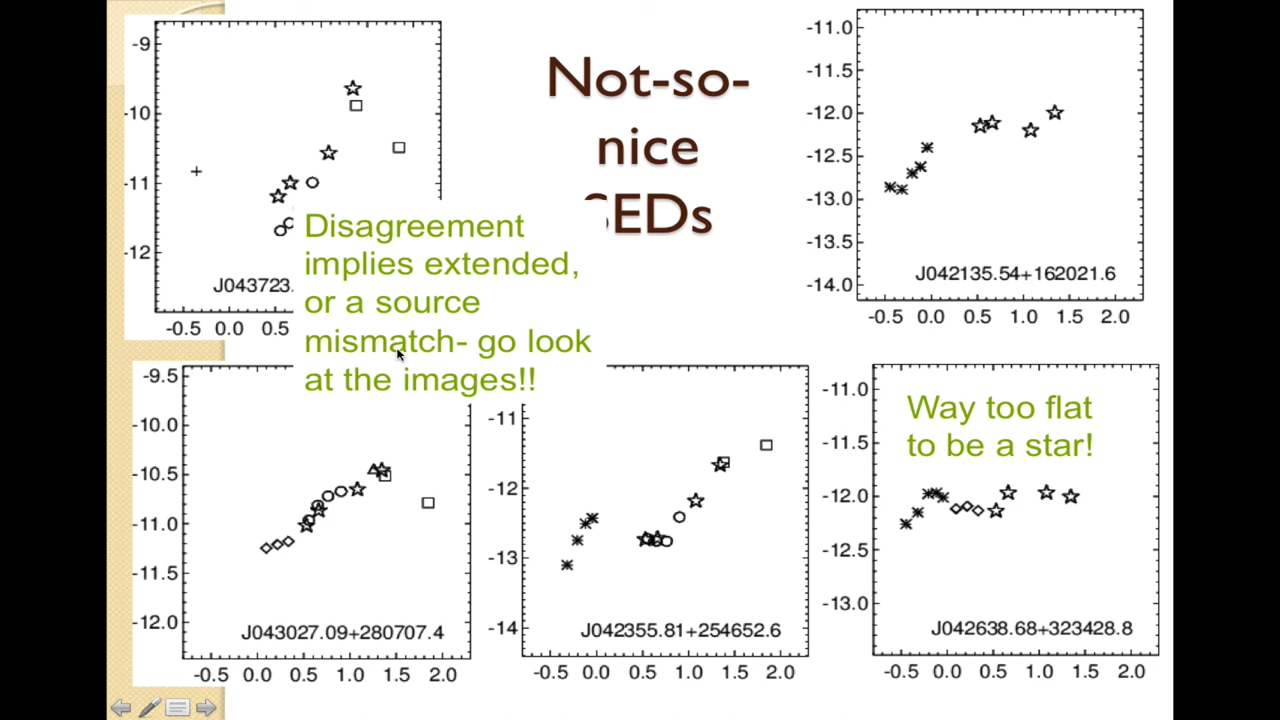 Not-so-
nice
SEDs
-9
-10
-11
-12
J043723.
-0.5 0.0 0.5
Disagreement
implies extended,
or a source
mismatch- go look
at the images!!
-11.0
-11.5
-12.0
-12.5
-13.0
-13.5
-14.0
J042135.54+162021.6
-0.5 0.0 0.5 1.0 1.5 2.0
-9.5
-10.0
-10.5
-11.0
-11.5
-12.0
J043027.09+280707.4
-0.5 0.0 0.5 1.0 1.5 2.0
-11
-12
-13
-14
J042355.81+254652.6
-0.5 0.0 0.5 1.0 1.5 2.0
Way too flat
to be a star!
-11.0
-11.5
-12.0
-12.5
-13.0
J042638.68+323428.8
-0.5 0.0 0.5 1.0 1.5 2.0